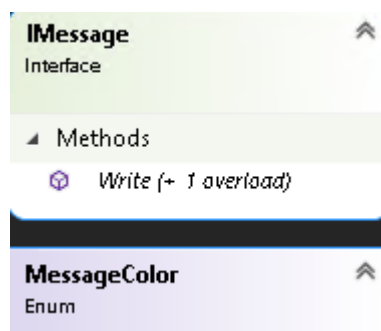 IMessage
Interface
Methods
Write (+ 1 overload)
MessageColor
Enum